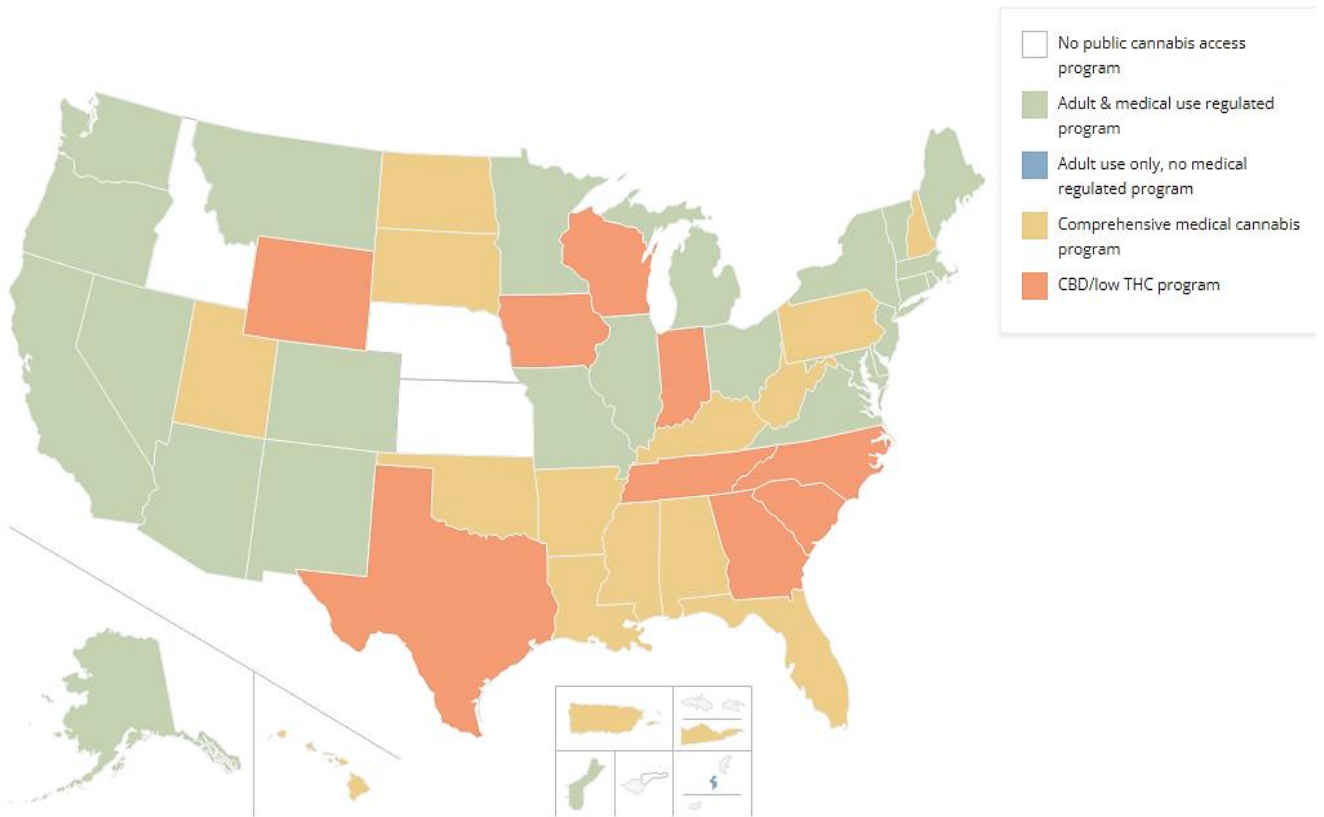 No public cannabis access
program
Adult & medical use regulated
program
Adult use only, no medical
regulated program
Comprehensive medical cannabis
program
CBD/low THC program